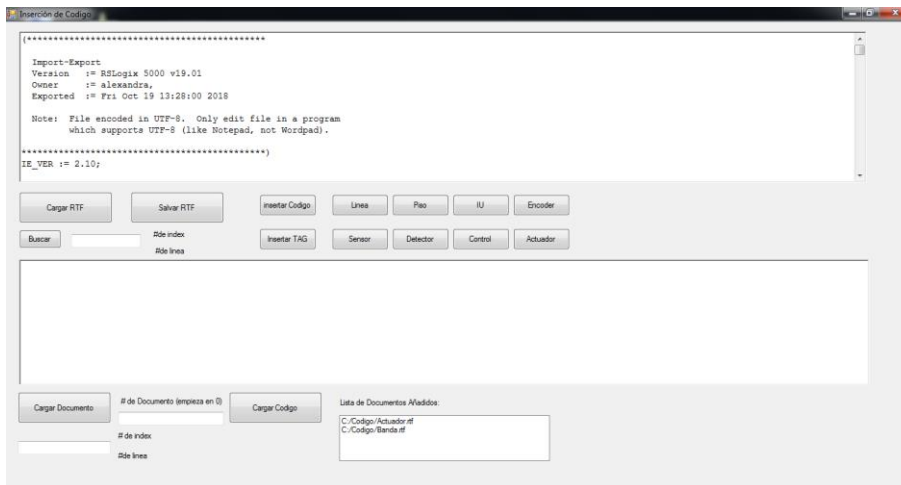 Inserción de Codigo
(**********************************************
Import-Export
Version := RSLogix 5000 v19.01
Owner := alexandra,
Exported := Fri Oct 19 13:28:00 2018
Note: File encoded in UTF-8. Only edit file in a program
which supports UTF-8 (like Notepad, not Wordpad).
**********************************************)
IE_VER := 2.10;
Cargar RTF
Salvar RTF
insertar Codigo
Linea
Piso
IU
Encoder
Buscar
#de index
#de linea
Insertar TAG
Sensor
Detector
Control
Actuador
Cargar Documento
# de Documento (empieza en 0)
Cargar Codigo
Lista de Documentos Añadidos:
C:/Codigo/Actuador.rtf
C:/Codigo/Banda.rtf
# de index
#de linea